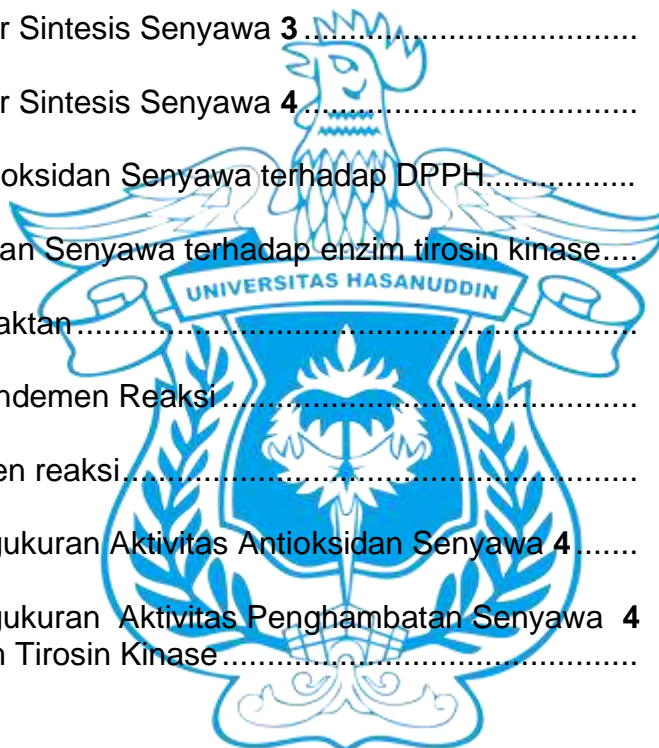 r Sintesis Senyawa 3.......................................
r Sintesis Senyawa 4.......................................
oksidan Senyawa terhadap DPPH.................
an Senyawa terhadap enzim tirosin kinase....
UNIVERSITAS HASANUDDIN
aktan..................................................................
ndemen Reaksi.................................................
en reaksi.............................................................
gukuran Aktivitas Antioksidan Senyawa 4.......
gukuran Aktivitas Penghambatan Senyawa 4
n Tirosin Kinase.................................................